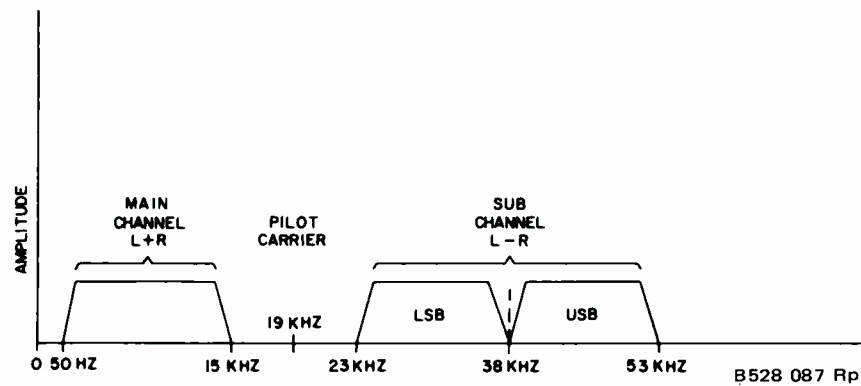 AMPLITUDE
MAIN
CHANNEL
L+R
PILOT
CARRIER
SUB
CHANNEL
L-R
19 KHZ
LSB
USB
0 50 HZ
15 KHZ
23 KHZ
38 KHZ
53 KHZ
B528 087 Rp